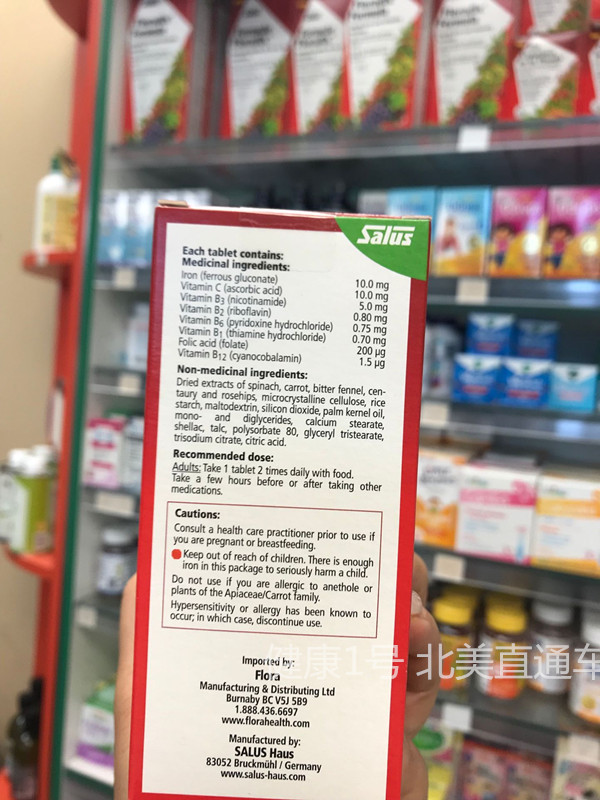 Salus
Each tablet contains:
Medicinal ingredients:
Iron (ferrous gluconate) 10.0 mg
Vitamin C (ascorbic acid) 10.0 mg
Vitamin B3 (nicotinamide) 5.0 mg
Vitamin B2 (riboflavin) 0.80 mg
Vitamin B6 (pyridoxine hydrochloride) 0.75 mg
Vitamin B1 (thiamine hydrochloride) 0.70 mg
Folic acid (folate) 200 µg
Vitamin B12 (cyanocobalamin) 1.5 µg
Non-medicinal ingredients:
Dried extracts of spinach, carrot, bitter fennel, cen-
taury and rosehips, microcrystalline cellulose, rice
starch, maltodextrin, silicon dioxide, palm kernel oil,
mono- and diglycerides, calcium stearate,
shellac, talc, polysorbate 80, glyceryl tristearate,
trisodium citrate, citric acid.
Recommended dose:
Adults: Take 1 tablet 2 times daily with food.
Take a few hours before or after taking other
medications.
Cautions:
Consult a health care practitioner prior to use if
you are pregnant or breastfeeding.
Keep out of reach of children. There is enough
iron in this package to seriously harm a child.
Do not use if you are allergic to anethole or
plants of the Apiaceae/Carrot family.
Hypersensitivity or allergy has been known to
occur; in which case, discontinue use.
健康1号 北美直通车
Imported by:
Flora
Manufacturing & Distributing Ltd
Burnaby BC V5J 5B9
1.888.436.6697
www.florahealth.com
Manufactured by:
SALUS Haus
83052 Bruckmühl / Germany
www.salus-haus.com